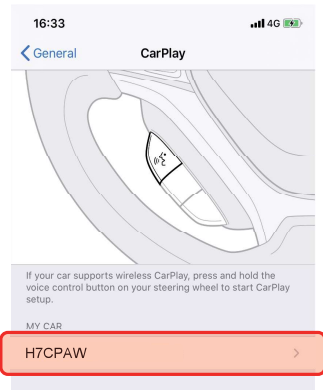 16:33 4G
General CarPlay
If your car supports wireless CarPlay, press and hold the
voice control button on your steering wheel to start CarPlay
setup.
MY CAR
H7CPAW